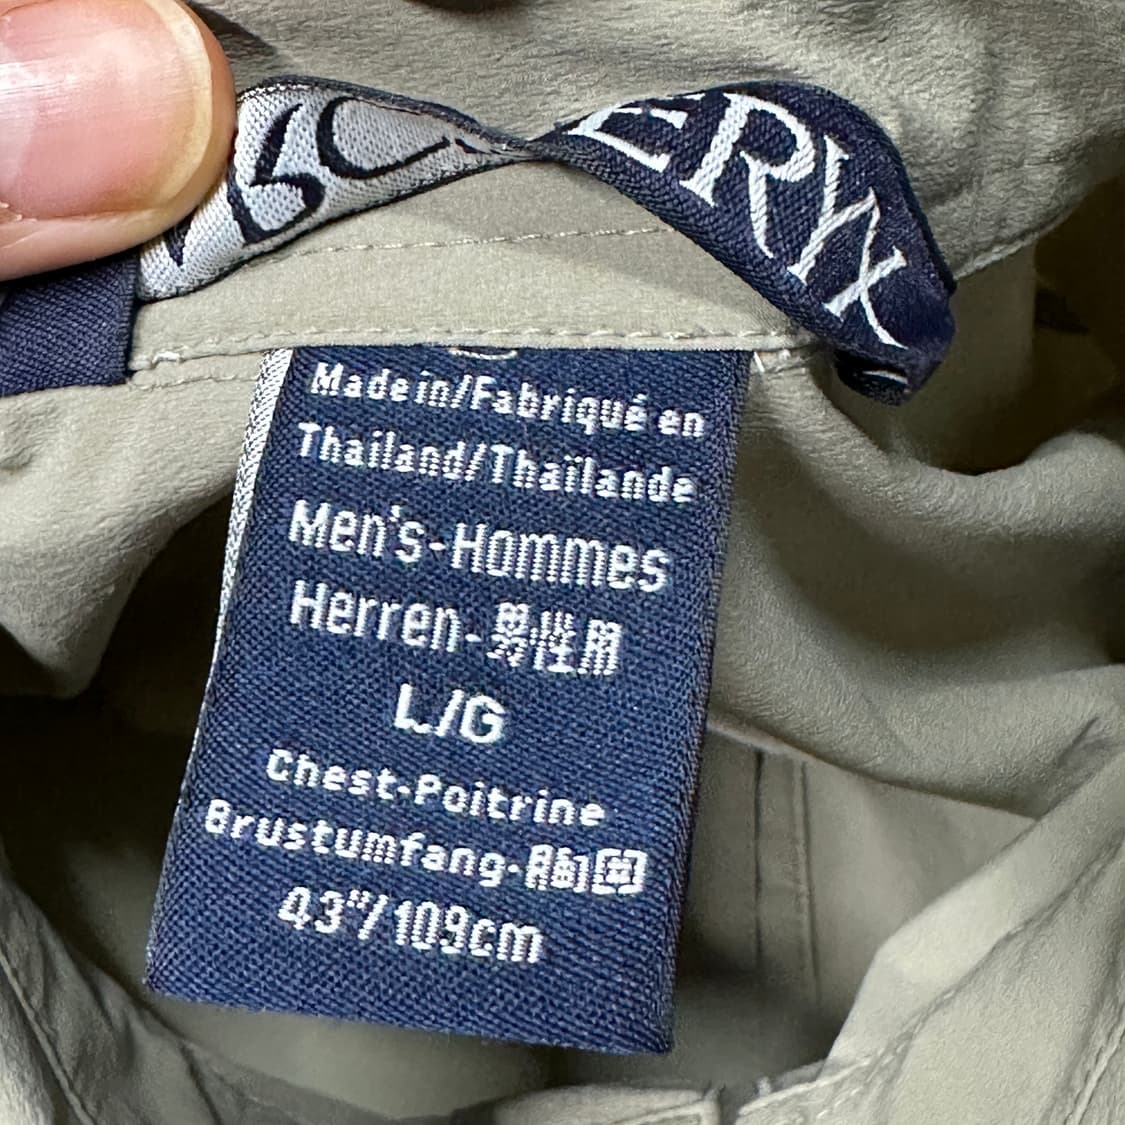 ERYX
Made in/Fabriqué en
Thailand/Thaïlande
Men's-Hommes
Herren-男性用
L/G
Chest-Poitrine
Brustumfang-胸囲
43"/109cm